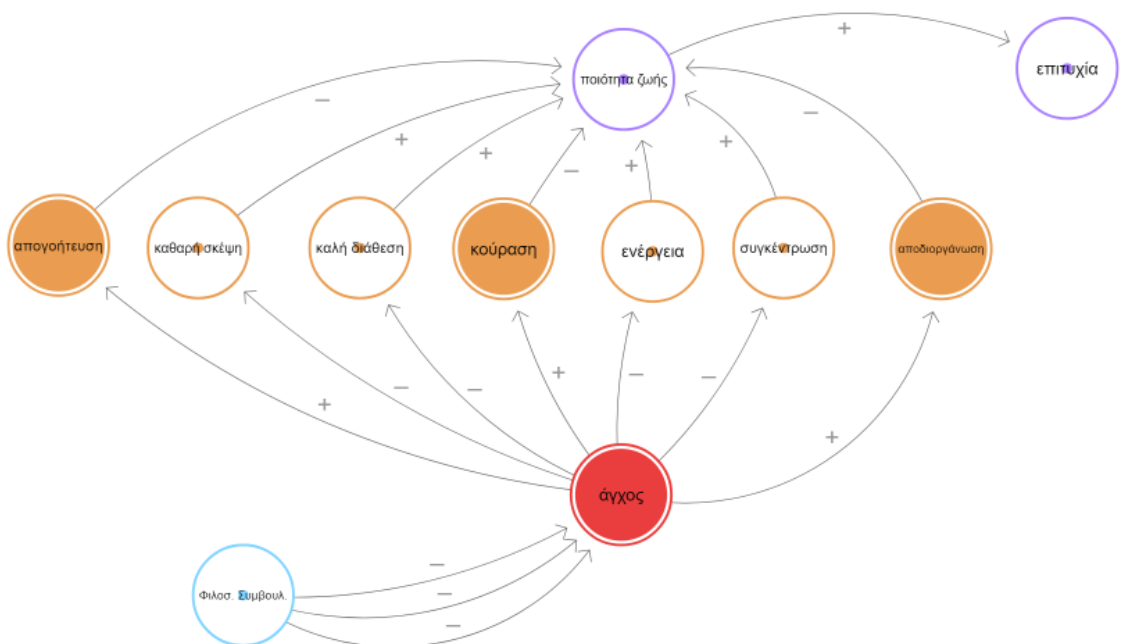 ποιότητα ζωής
+
επιτυχία
–
+
+
–
+
+
–
απογοήτευση
καθαρή σκέψη
καλή διάθεση
κούραση
ενέργεια
συγκέντρωση
αποδιοργάνωση
+
–
–
+
–
–
+
άγχος
–
–
–
Φιλοσ. Συμβουλ.